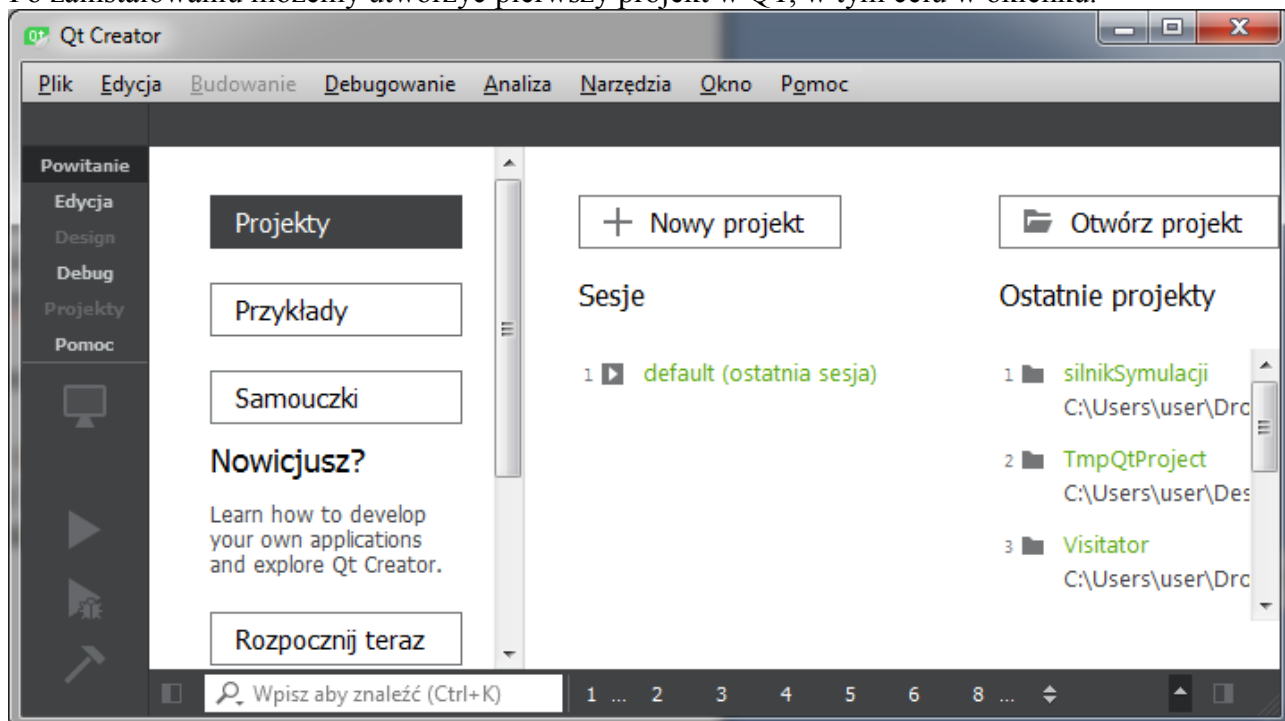 Po zainstalowaniu możemy utworzyć pierwszy projekt w QT, w tym celu w okienku:
Qt Creator
Plik Edycja Budowanie Debugowanie Analiza Narzędzia Okno Pomoc
Powitanie
Edycja
Design
Debug
Projekty
Pomoc
Projekty
Przykłady
Samouczki
Nowicjusz?
Learn how to develop
your own applications
and explore Qt Creator.
Rozpocznij teraz
Nowy projekt
Sesje
1 default (ostatnia sesja)
Otwórz projekt
Ostatnie projekty
1 silnikSymulacji
C:\Users\user\Dro
2 TmpQtProject
C:\Users\user\Des
3 Visitator
C:\Users\user\Dro
Wpisz aby znaleźć (Ctrl+K) 1 ... 2 3 4 5 6 8 ...